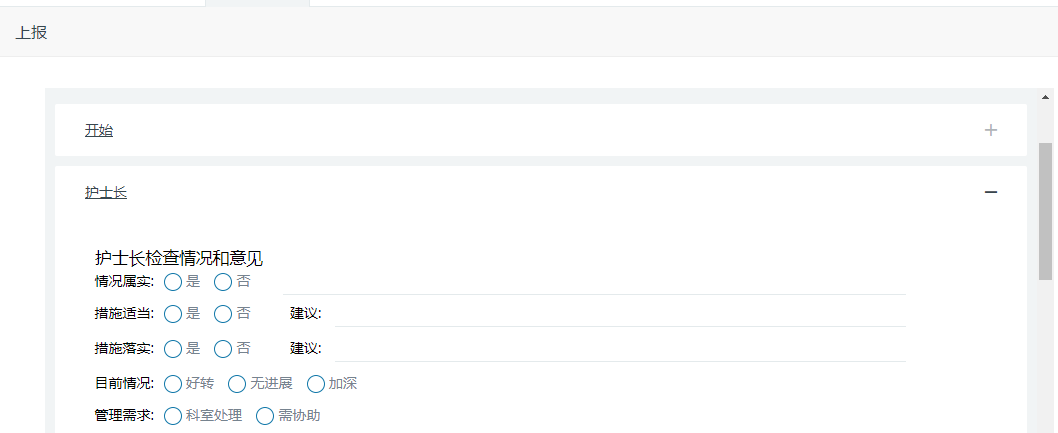 上报
开始
护士长
护士长检查情况和意见
情况属实: 是 否
措施适当: 是 否 建议:
措施落实: 是 否 建议:
目前情况: 好转 无进展 加深
管理需求: 科室处理 需协助